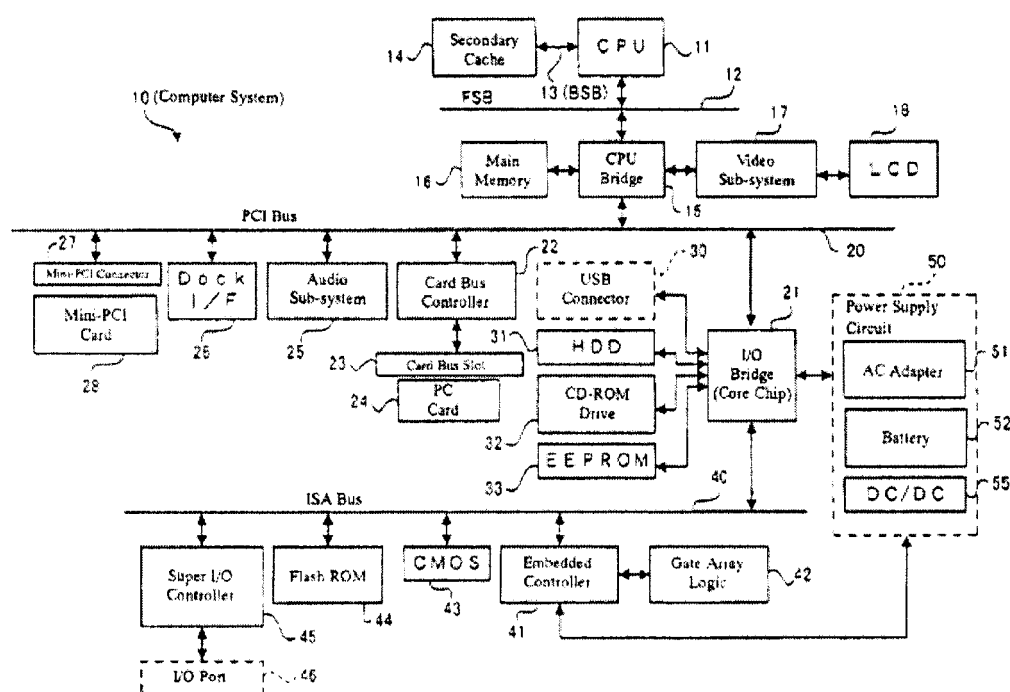 Secondary
Cache
14
CPU
11
13 (BSB)
12
FSB
10 (Computer System)
17
18
Main
Memory
16
CPU
Bridge
15
Video
Sub-system
LCD
PCI Bus
20
27
Mini-PCI Connector
Mini-PCI
Card
28
Dock
I/F
26
Audio
Sub-system
25
22
Card Bus
Controller
23
Card Bus Slot
24
PC
Card
30
USB
Connector
31
HDD
CD-ROM
Drive
32
EEPROM
33
21
I/O
Bridge
(Core Chip)
50
Power Supply
Circuit
AC Adapter
51
Battery
52
DC/DC
55
ISA Bus
40
Super I/O
Controller
45
Flash ROM
44
CMOS
43
Embedded
Controller
41
Gate Array
Logic
42
I/O Port
46